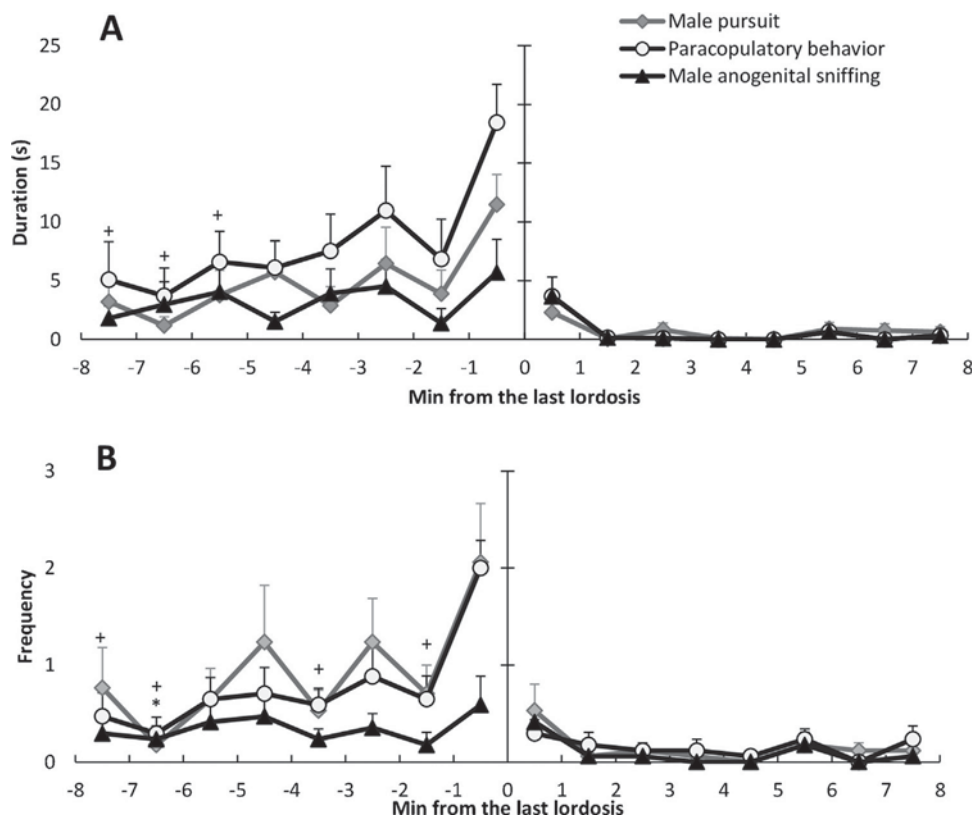 A
Male pursuit
Paracopulatory behavior
Male anogenital sniffing
25
20
15
10
5
0
Duration (s)
+ + + +
-8 -7 -6 -5 -4 -3 -2 -1 0 1 2 3 4 5 6 7 8
Min from the last lordosis
B
3
2
1
0
Frequency
+ + * + +
-8 -7 -6 -5 -4 -3 -2 -1 0 1 2 3 4 5 6 7 8
Min from the last lordosis